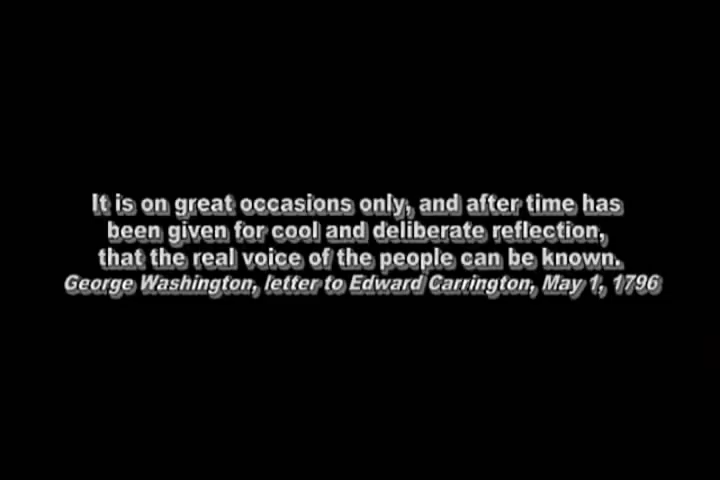 It is on great occasions only, and after time has
been given for cool and deliberate reflection,
that the real voice of the people can be known.
George Washington, letter to Edward Carrington, May 1, 1796